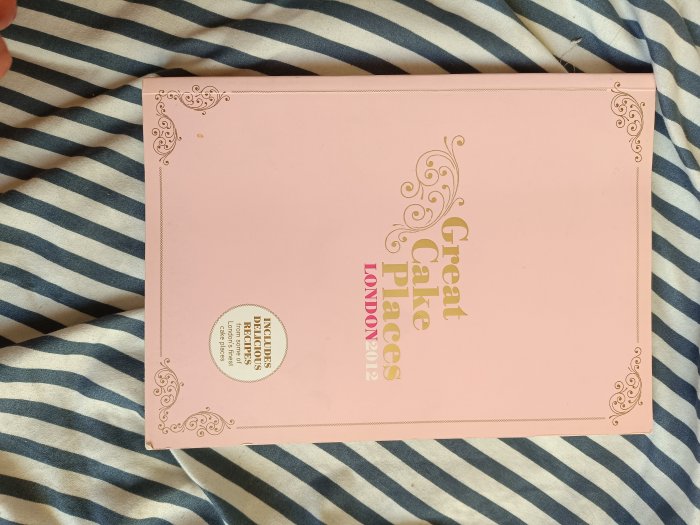 Great
Cake
Places
LONDON2012
INCLUDES
DELICIOUS
RECIPES
from some of
London's finest
cake places